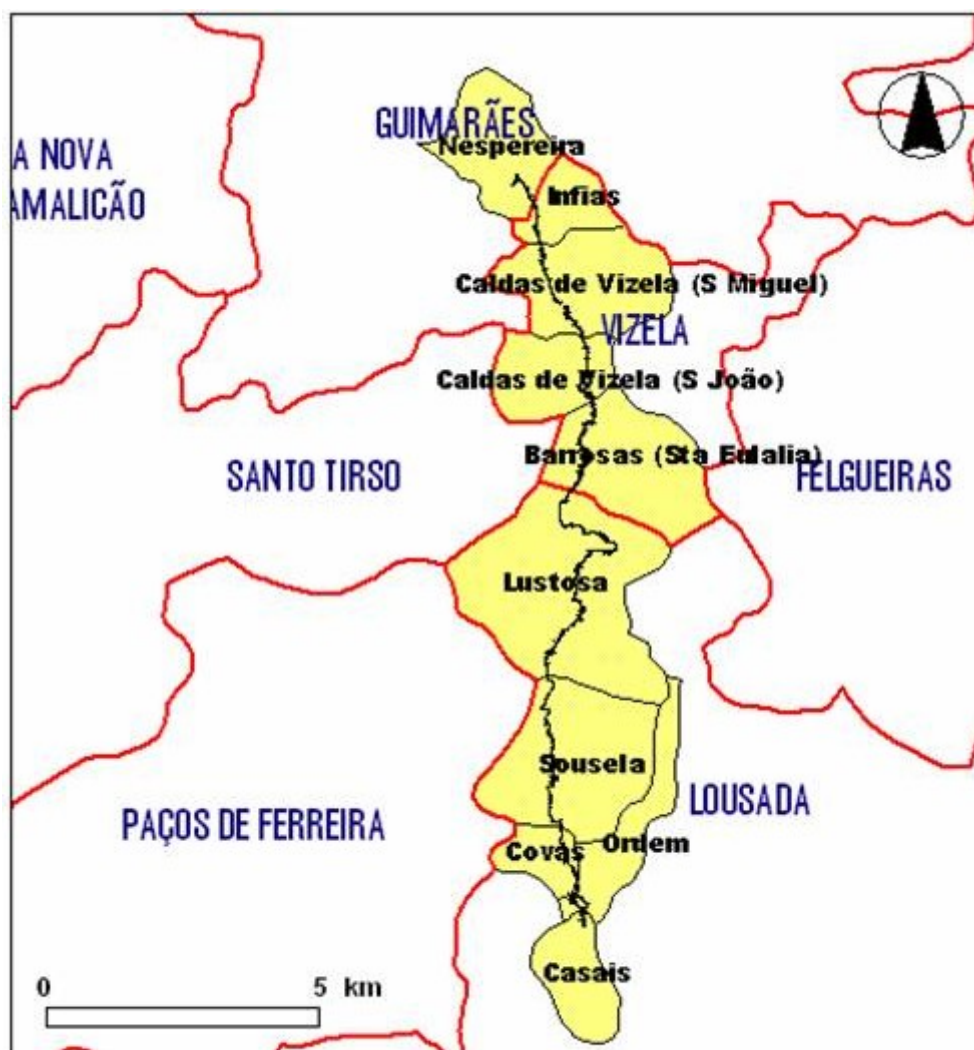 GUIMARÃES
Nespereira
A NOVA
AMALICÃO
Infias
Caldas de Vizela (S Miguel)
VIZELA
Caldas de Vizela (S João)
Barrosas (Sta Eulalia)
SANTO TIRSO
FELGUEIRAS
Lustosa
Sousela
LOUSADA
PAÇOS DE FERREIRA
Covas
Ordem
Casais
0 5 km